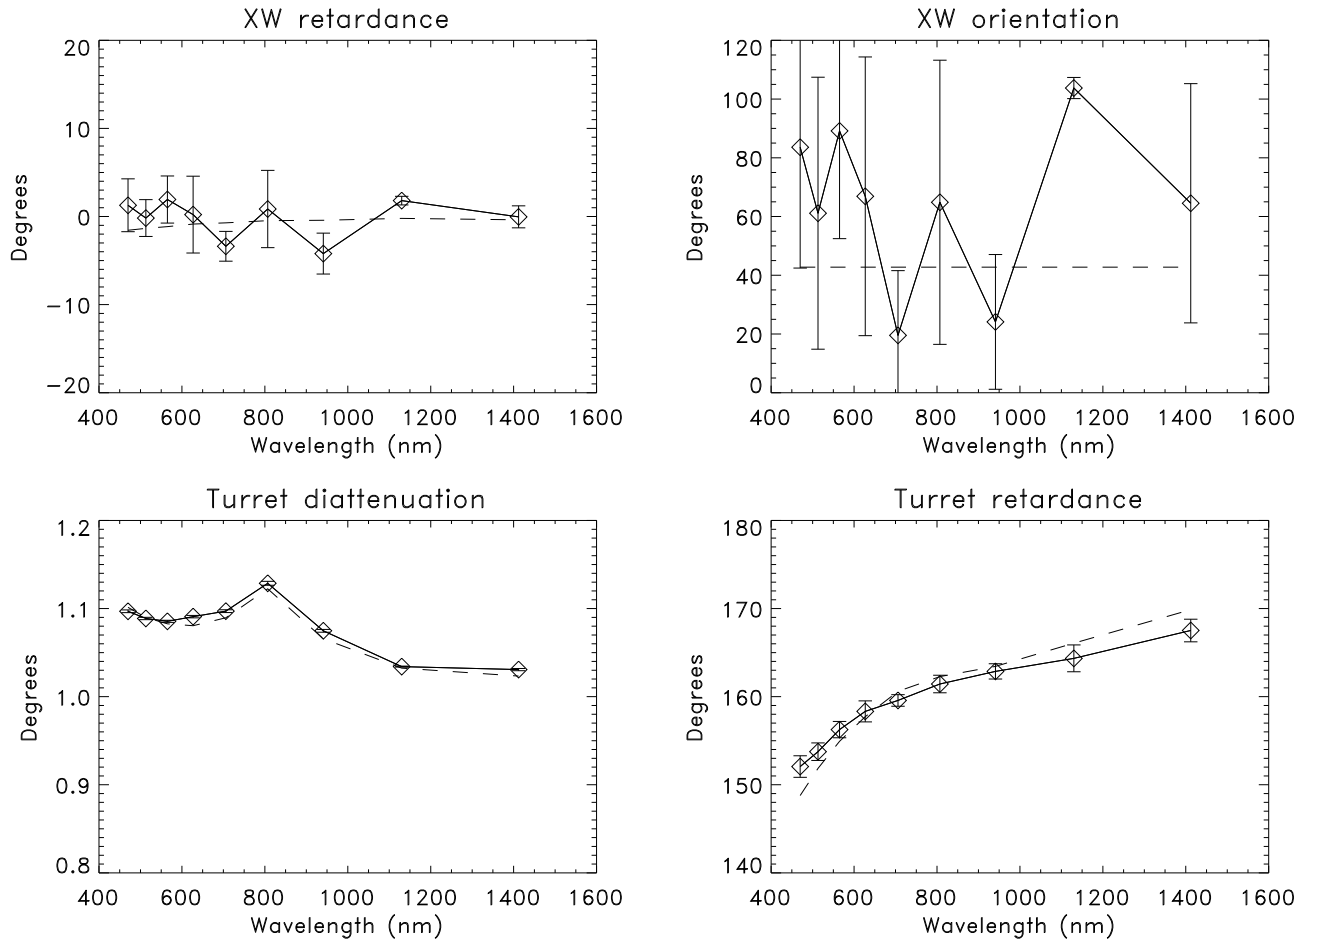 XW retardance
20
10
0
−10
−20
Degrees
400 600 800 1000 1200 1400 1600
Wavelength (nm)
XW orientation
120
100
80
60
40
20
0
Degrees
400 600 800 1000 1200 1400 1600
Wavelength (nm)
Turret diattenuation
1.2
1.1
1.0
0.9
0.8
Degrees
400 600 800 1000 1200 1400 1600
Wavelength (nm)
Turret retardance
180
170
160
150
140
Degrees
400 600 800 1000 1200 1400 1600
Wavelength (nm)